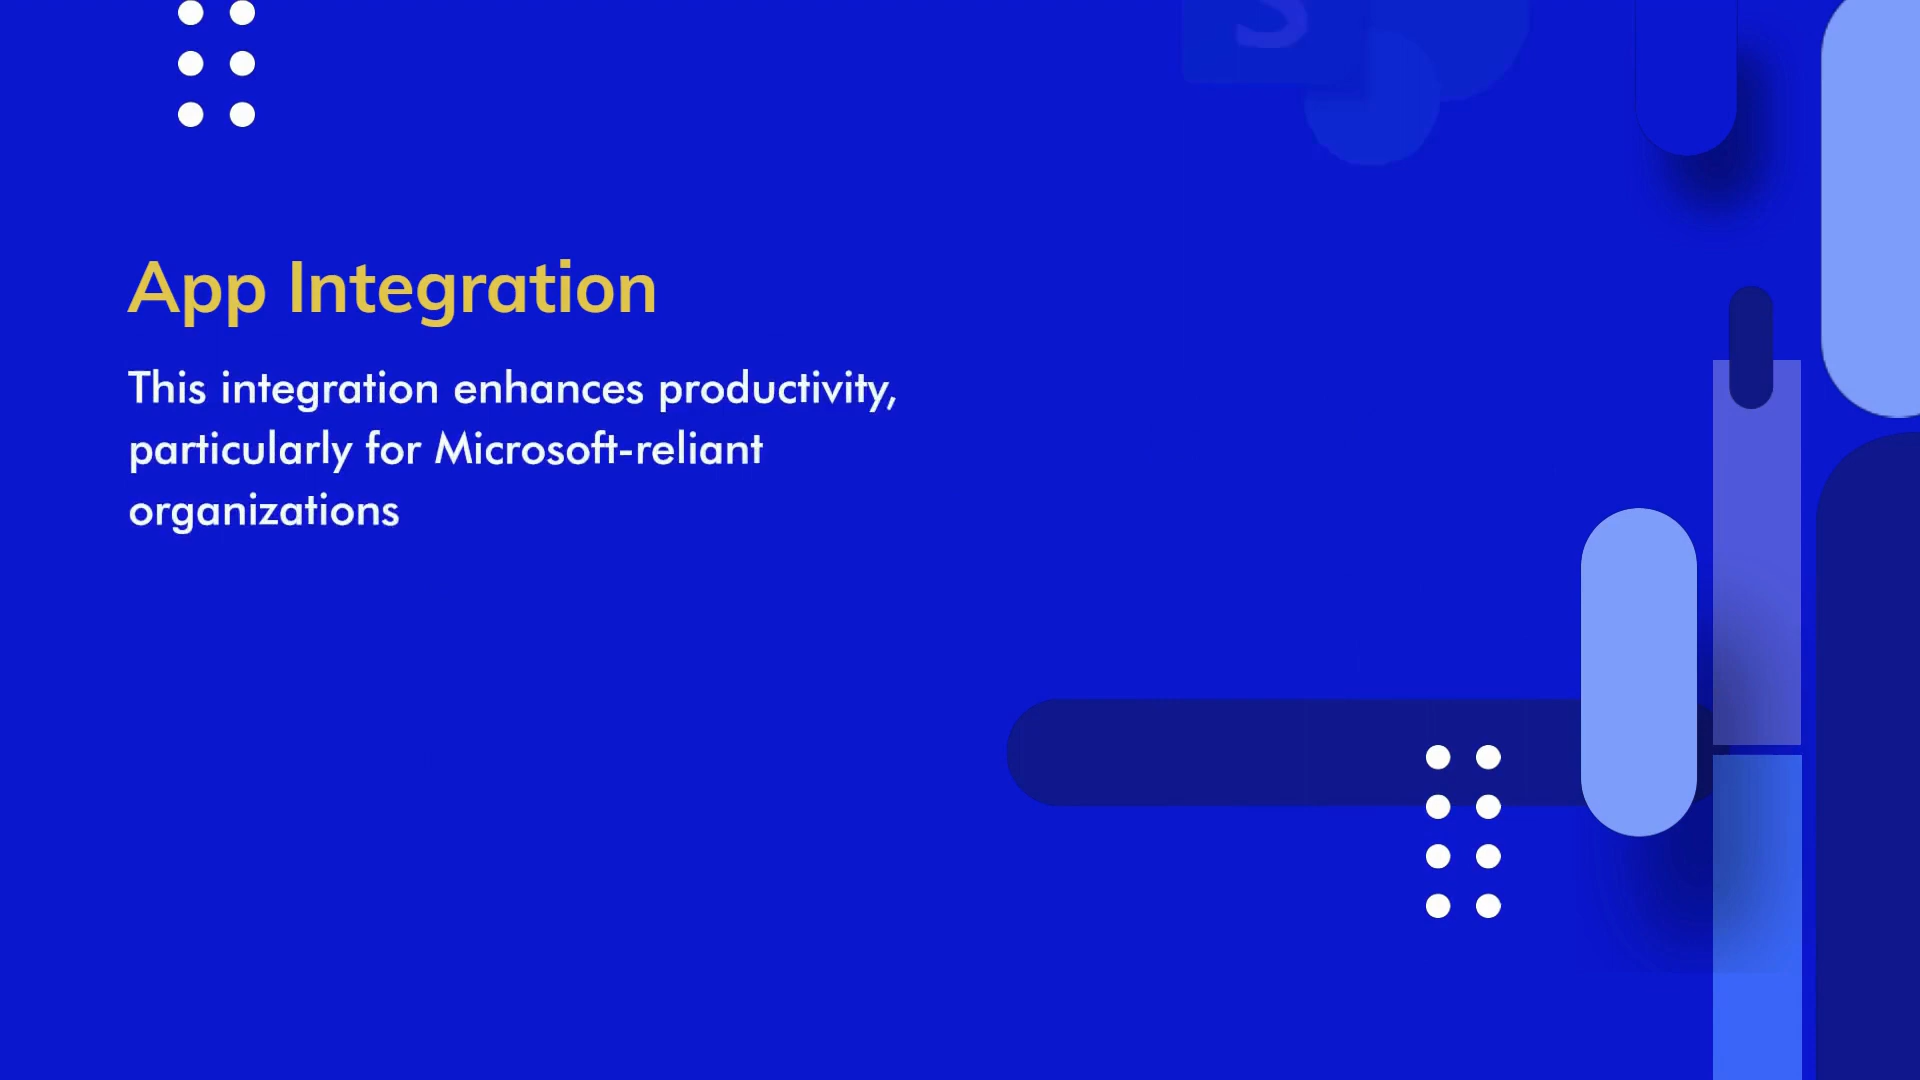 S
App Integration
This integration enhances productivity,
particularly for Microsoft-reliant
organizations